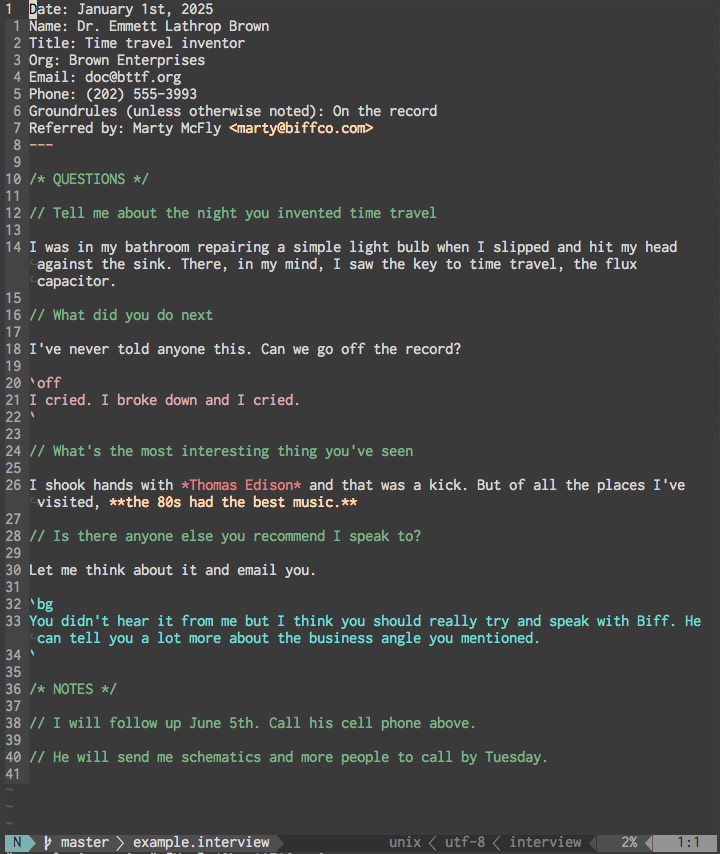 1 Date: January 1st, 2025
1 Name: Dr. Emmett Lathrop Brown
2 Title: Time travel inventor
3 Org: Brown Enterprises
4 Email: doc@bttf.org
5 Phone: (202) 555-3993
6 Groundrules (unless otherwise noted): On the record
7 Referred by: Marty McFly <marty@biffco.com>
8 ---
9
10 /* QUESTIONS */
11
12 // Tell me about the night you invented time travel
13
14 I was in my bathroom repairing a simple light bulb when I slipped and hit my head
against the sink. There, in my mind, I saw the key to time travel, the flux
capacitor.
15
16 // What did you do next
17
18 I've never told anyone this. Can we go off the record?
19
20 `off
21 I cried. I broke down and I cried.
22 `
23
24 // What's the most interesting thing you've seen
25
26 I shook hands with *Thomas Edison* and that was a kick. But of all the places I've
visited, **the 80s had the best music.**
27
28 // Is there anyone else you recommend I speak to?
29
30 Let me think about it and email you.
31
32 `bg
33 You didn't hear it from me but I think you should really try and speak with Biff. He
can tell you a lot more about the business angle you mentioned.
34 `
35
36 /* NOTES */
37
38 // I will follow up June 5th. Call his cell phone above.
39
40 // He will send me schematics and more people to call by Tuesday.
41
~
~
~
N master example.interview unix utf-8 interview 2% 1:1